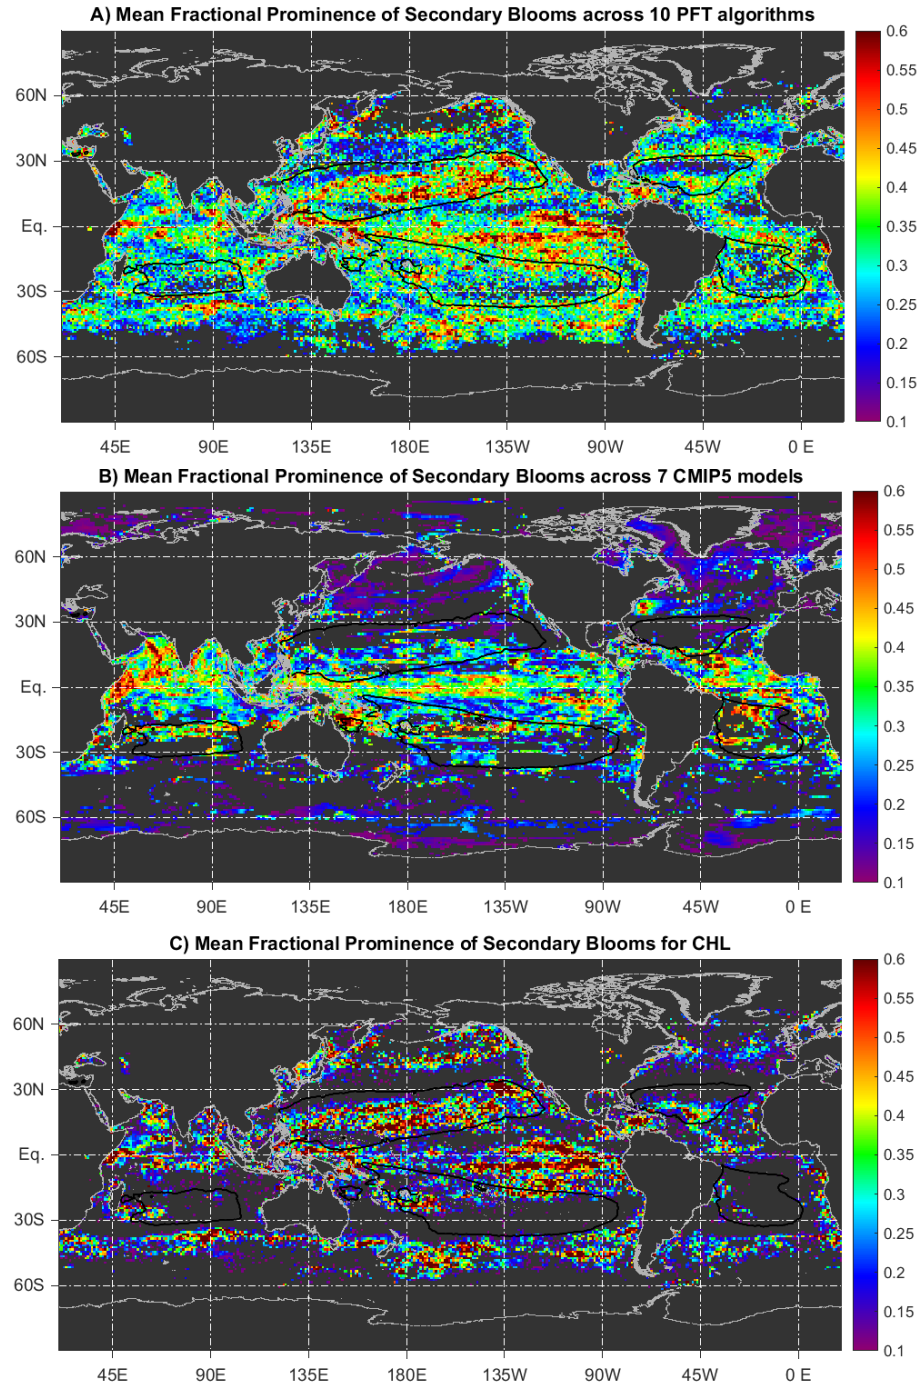 A) Mean Fractional Prominence of Secondary Blooms across 10 PFT algorithms
0.6
0.55
0.5
0.45
0.4
0.35
0.3
0.25
0.2
0.15
0.1
60N
30N
Eq.
30S
60S
45E 90E 135E 180E 135W 90W 45W 0 E
B) Mean Fractional Prominence of Secondary Blooms across 7 CMIP5 models
0.6
0.55
0.5
0.45
0.4
0.35
0.3
0.25
0.2
0.15
0.1
60N
30N
Eq.
30S
60S
45E 90E 135E 180E 135W 90W 45W 0 E
C) Mean Fractional Prominence of Secondary Blooms for CHL
0.6
0.55
0.5
0.45
0.4
0.35
0.3
0.25
0.2
0.15
0.1
60N
30N
Eq.
30S
60S
45E 90E 135E 180E 135W 90W 45W 0 E